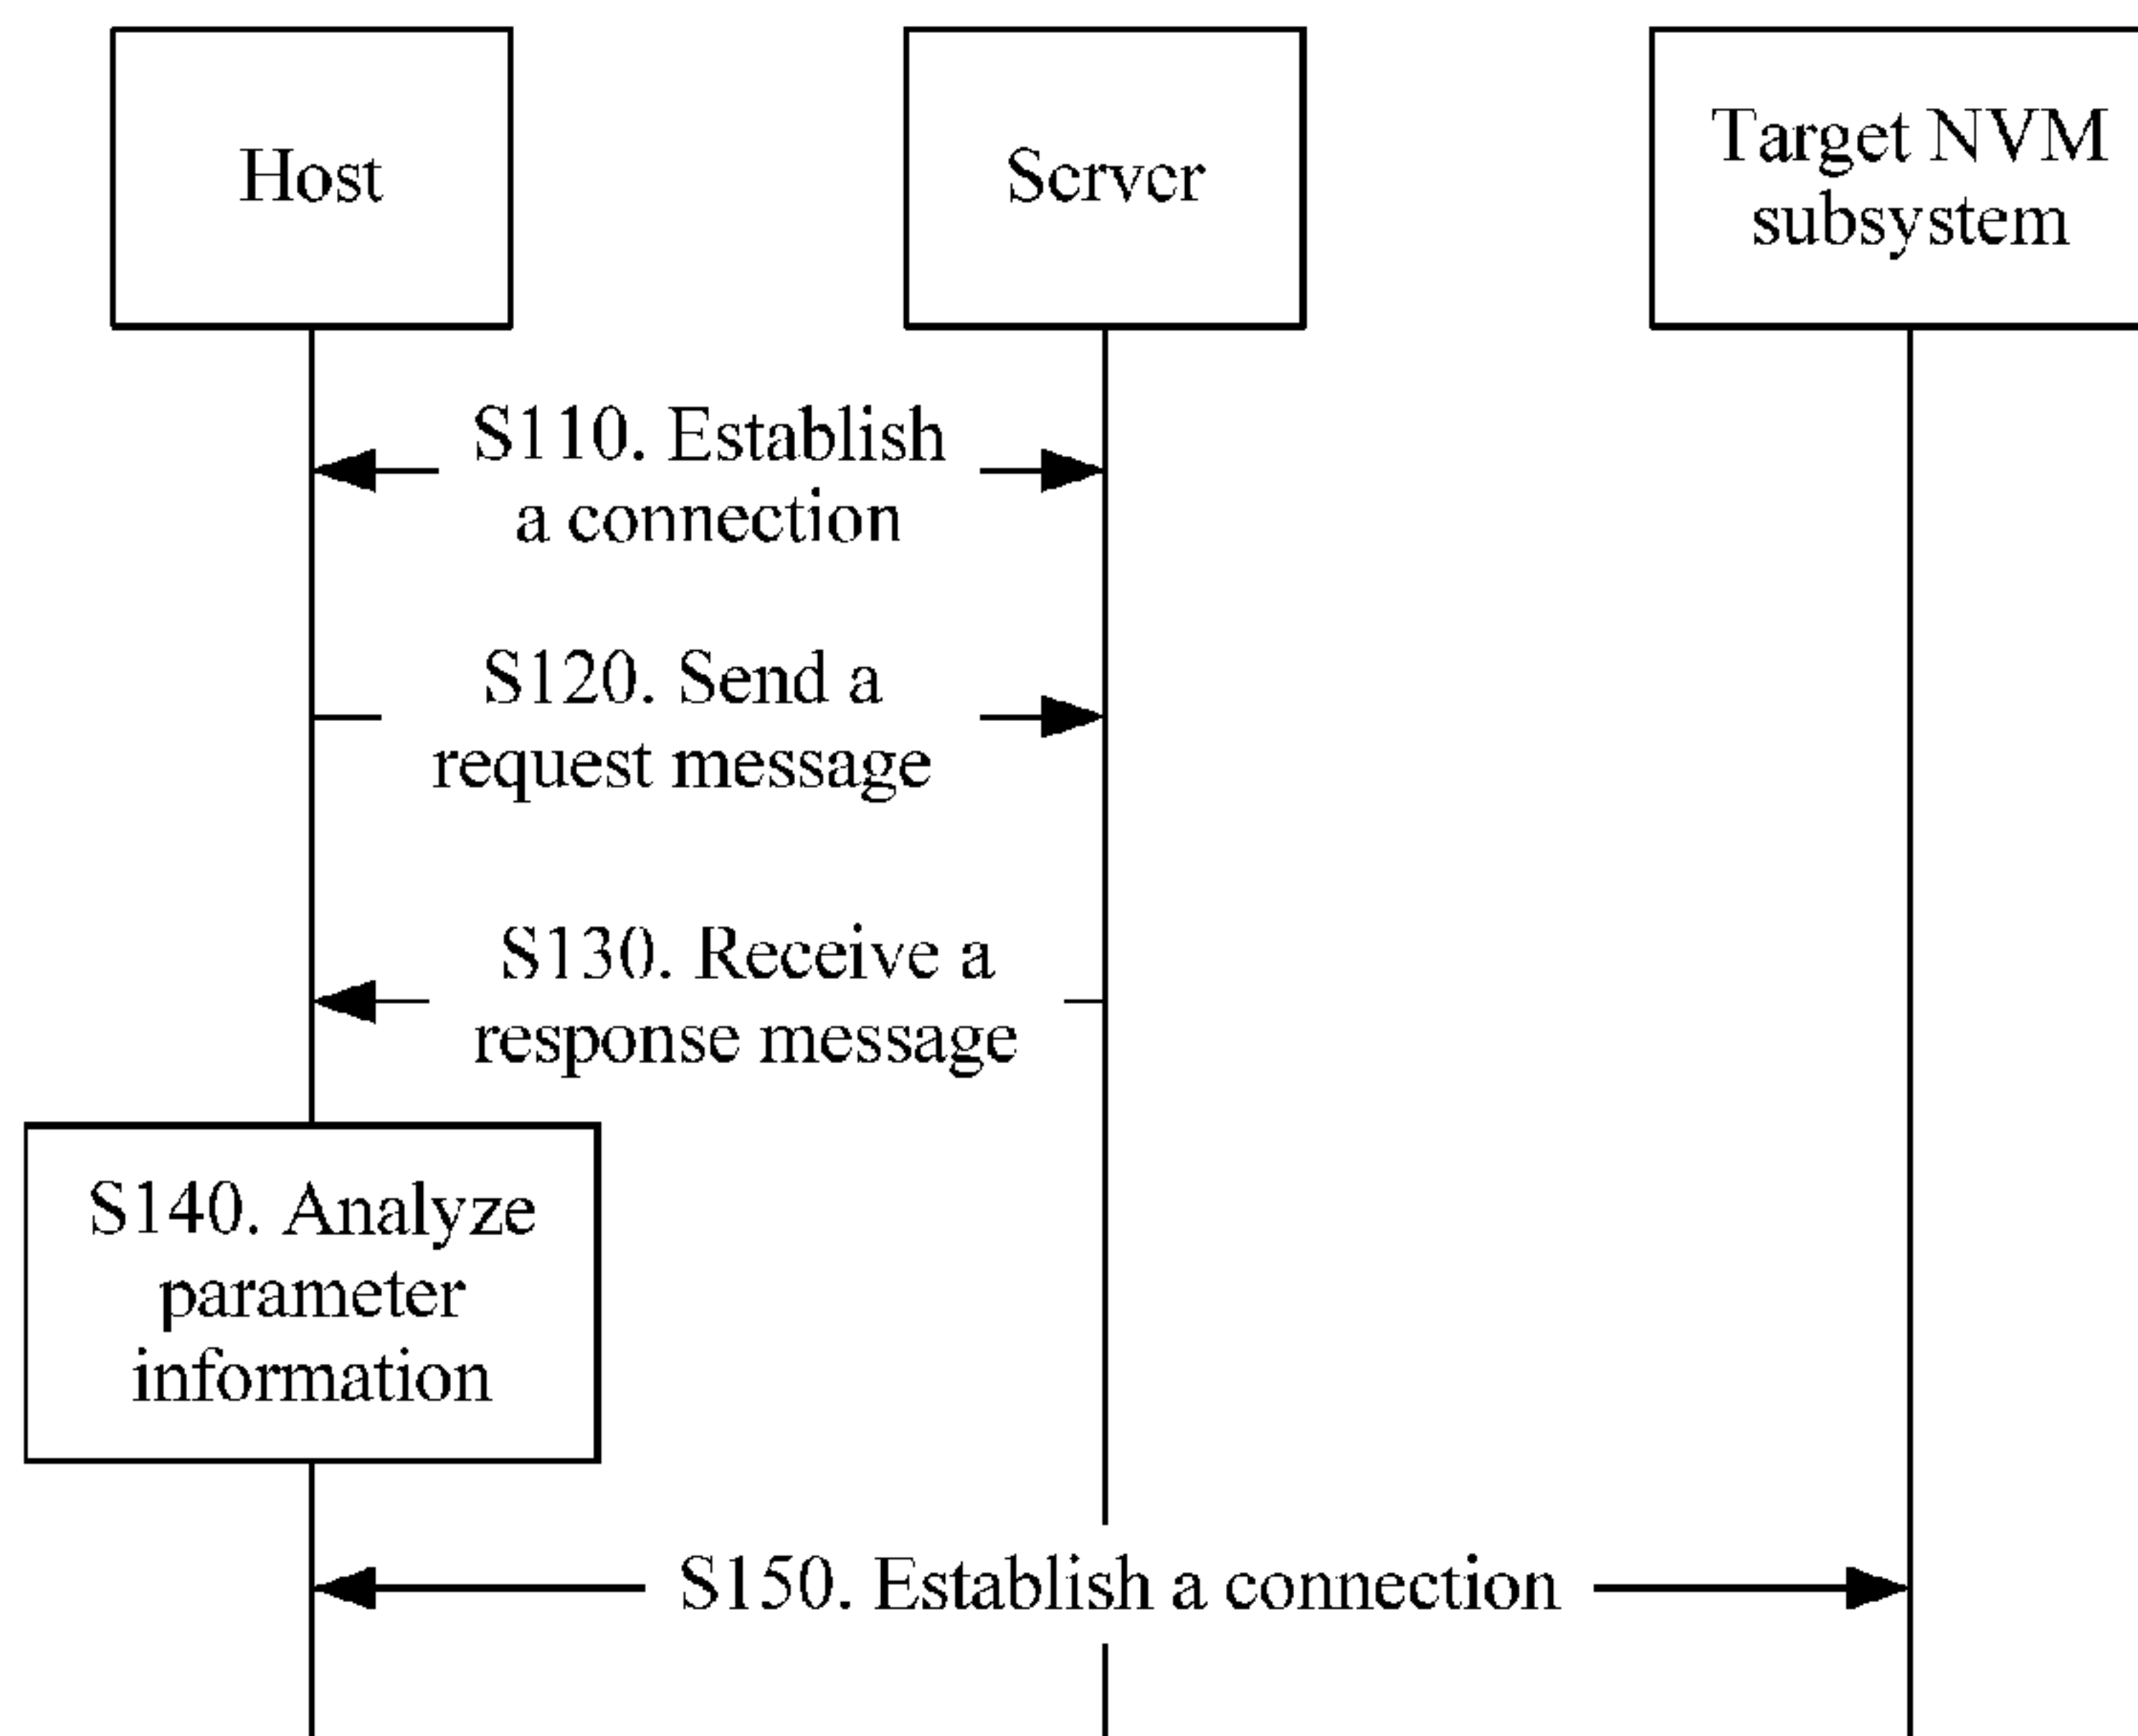 Host
Server
Target NVM
subsystem
S110. Establish
a connection
S120. Send a
request message
S130. Receive a
response message
S140. Analyze
parameter
information
S150. Establish a connection